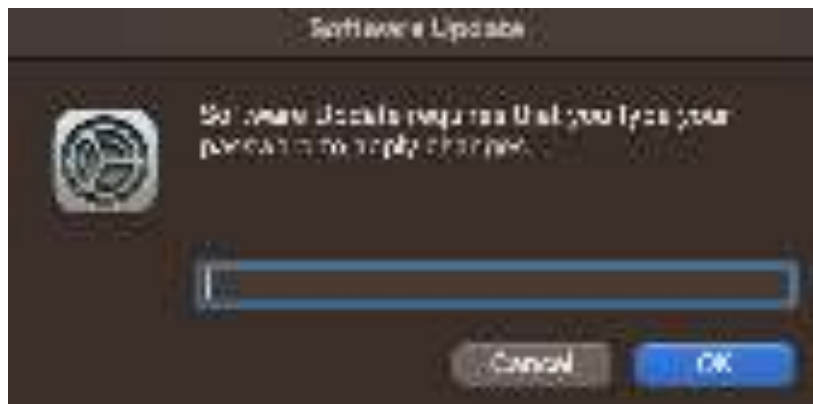 Software Update
Software Update requires that you type your
password to apply changes.
Cancel
OK